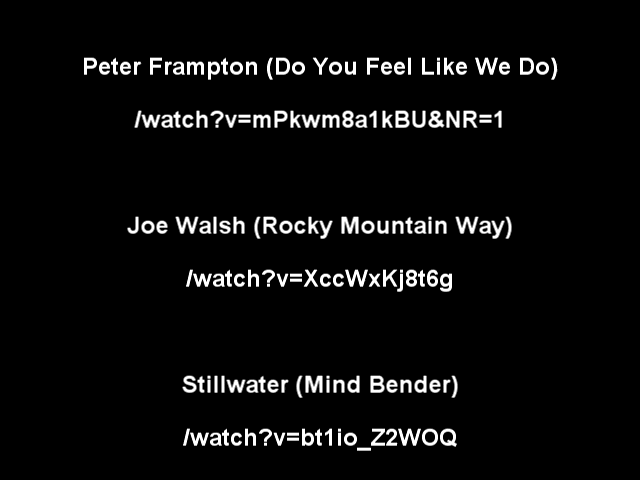 Peter Frampton (Do You Feel Like We Do)
/watch?v=mPkwm8a1kBU&NR=1
Joe Walsh (Rocky Mountain Way)
/watch?v=XccWxKj8t6g
Stillwater (Mind Bender)
/watch?v=bt1io_Z2WOQ